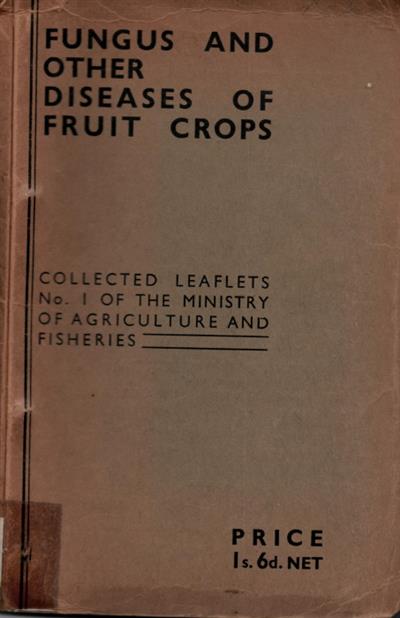 FUNGUS AND
OTHER
DISEASES OF
FRUIT CROPS
COLLECTED LEAFLETS
No. 1 OF THE MINISTRY
OF AGRICULTURE AND
FISHERIES
PRICE
1s. 6d. NET